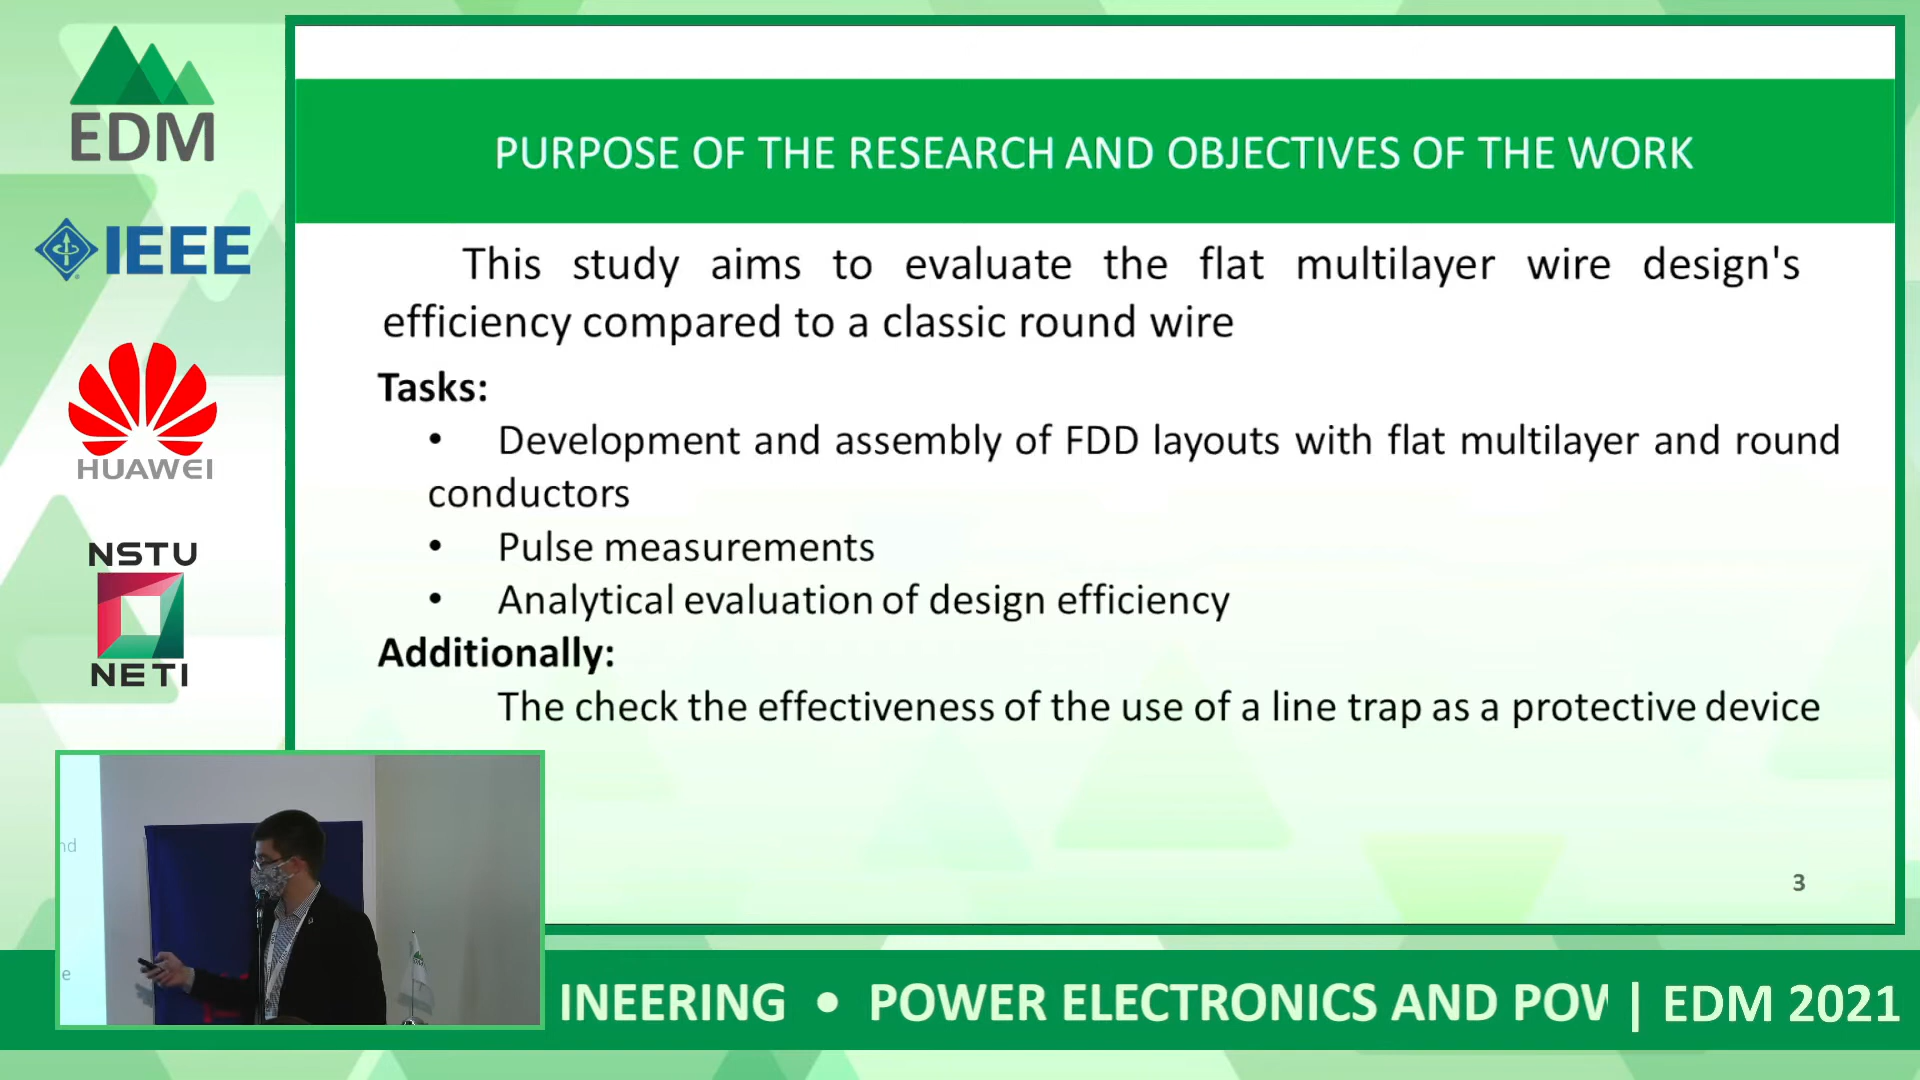 EDM
IEEE
HUAWEI
NSTU
NETI
PURPOSE OF THE RESEARCH AND OBJECTIVES OF THE WORK
This study aims to evaluate the flat multilayer wire design's
efficiency compared to a classic round wire
Tasks:
• Development and assembly of FDD layouts with flat multilayer and round
conductors
• Pulse measurements
• Analytical evaluation of design efficiency
Additionally:
The check the effectiveness of the use of a line trap as a protective device
3
nd
e
INEERING • POWER ELECTRONICS AND POW | EDM 2021